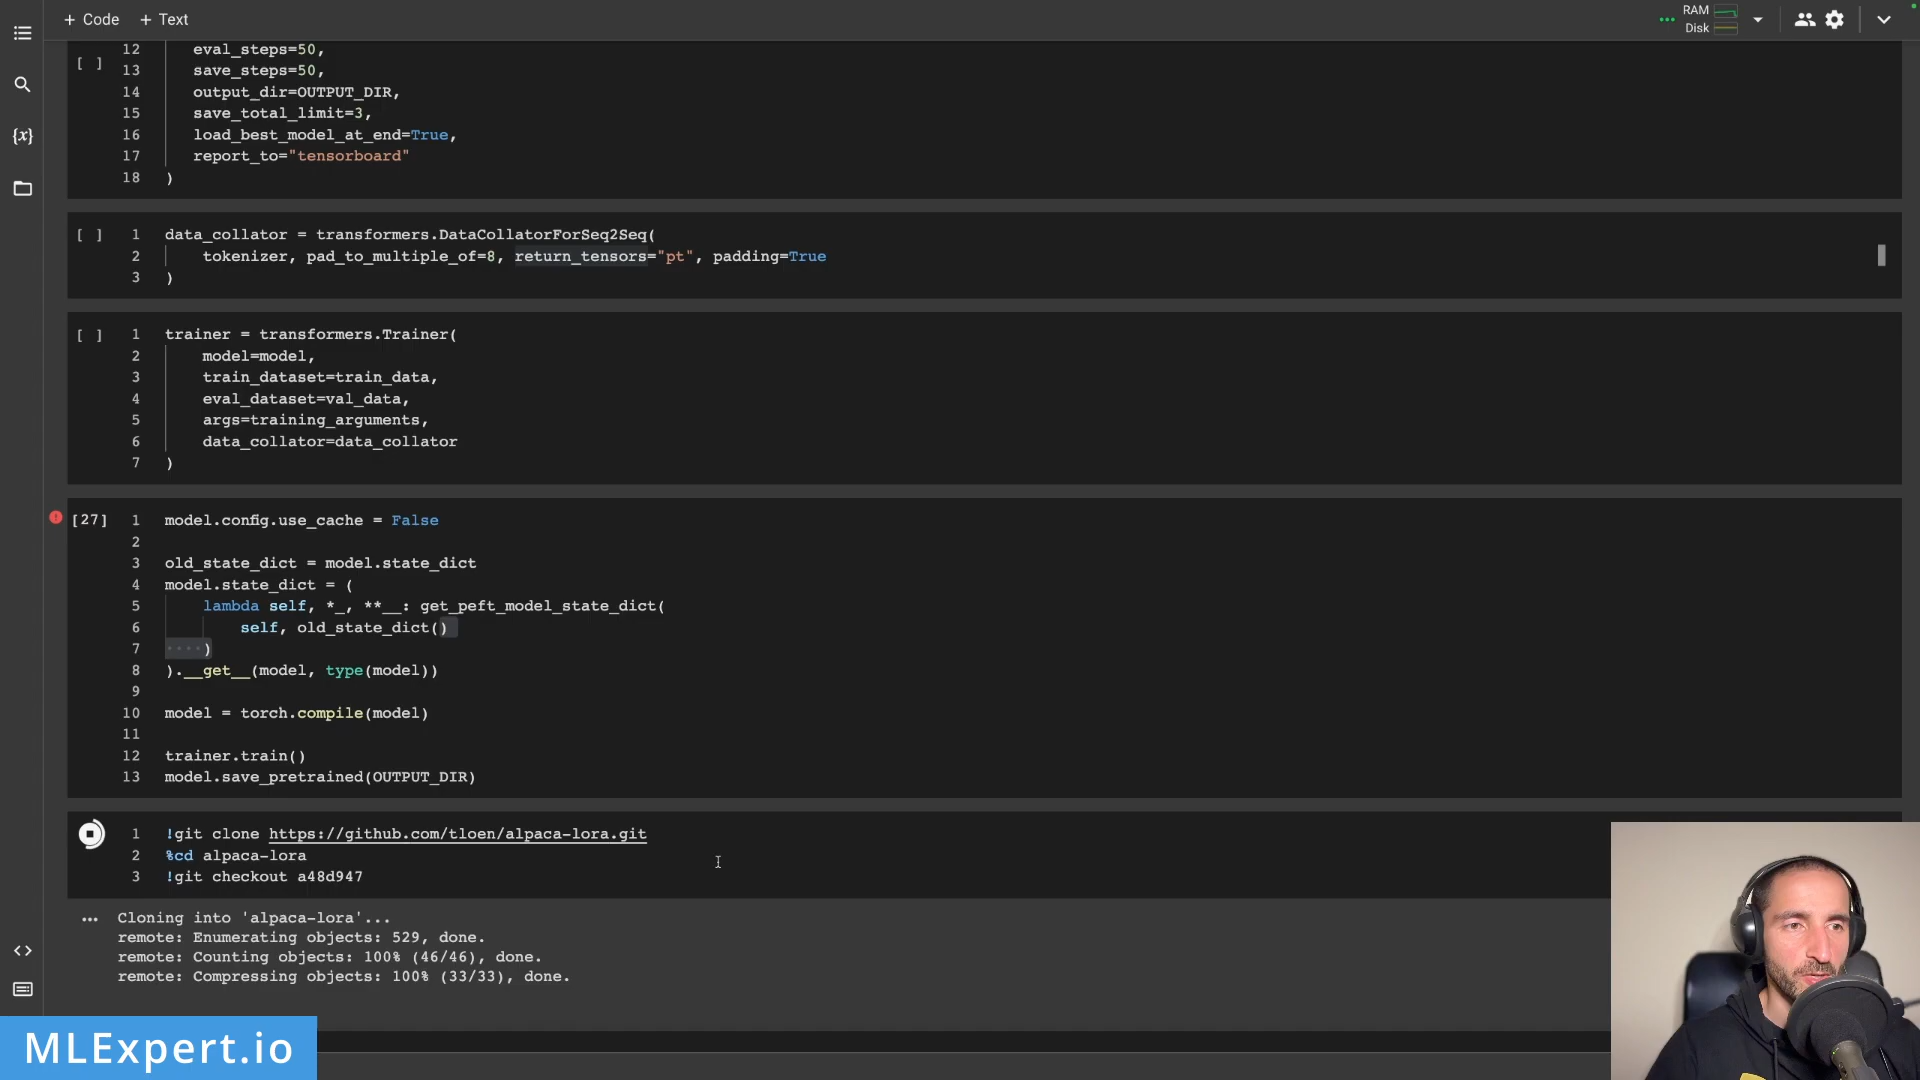 + Code + Text
RAM
Disk
{x}
[ ]
12 eval_steps=50,
13 save_steps=50,
14 output_dir=OUTPUT_DIR,
15 save_total_limit=3,
16 load_best_model_at_end=True,
17 report_to="tensorboard"
18 )
[ ] 1 data_collator = transformers.DataCollatorForSeq2Seq(
2 tokenizer, pad_to_multiple_of=8, return_tensors="pt", padding=True
3 )
[ ] 1 trainer = transformers.Trainer(
2 model=model,
3 train_dataset=train_data,
4 eval_dataset=val_data,
5 args=training_arguments,
6 data_collator=data_collator
7 )
[27] 1 model.config.use_cache = False
2
3 old_state_dict = model.state_dict
4 model.state_dict = (
5 lambda self, *_, **__: get_peft_model_state_dict(
6 self, old_state_dict()
7 ····)
8 ).__get__(model, type(model))
9
10 model = torch.compile(model)
11
12 trainer.train()
13 model.save_pretrained(OUTPUT_DIR)
1 !git clone https://github.com/tloen/alpaca-lora.git
2 %cd alpaca-lora
3 !git checkout a48d947
... Cloning into 'alpaca-lora'...
remote: Enumerating objects: 529, done.
remote: Counting objects: 100% (46/46), done.
remote: Compressing objects: 100% (33/33), done.
MLExpert.io